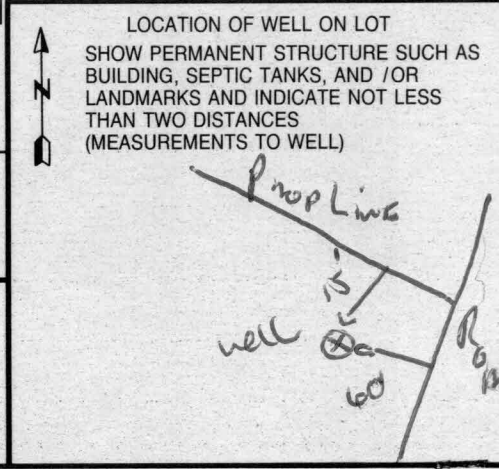 LOCATION OF WELL ON LOT
SHOW PERMANENT STRUCTURE SUCH AS
BUILDING, SEPTIC TANKS, AND / OR
LANDMARKS AND INDICATE NOT LESS
THAN TWO DISTANCES
(MEASUREMENTS TO WELL)
N
Prop Line
15
well
60